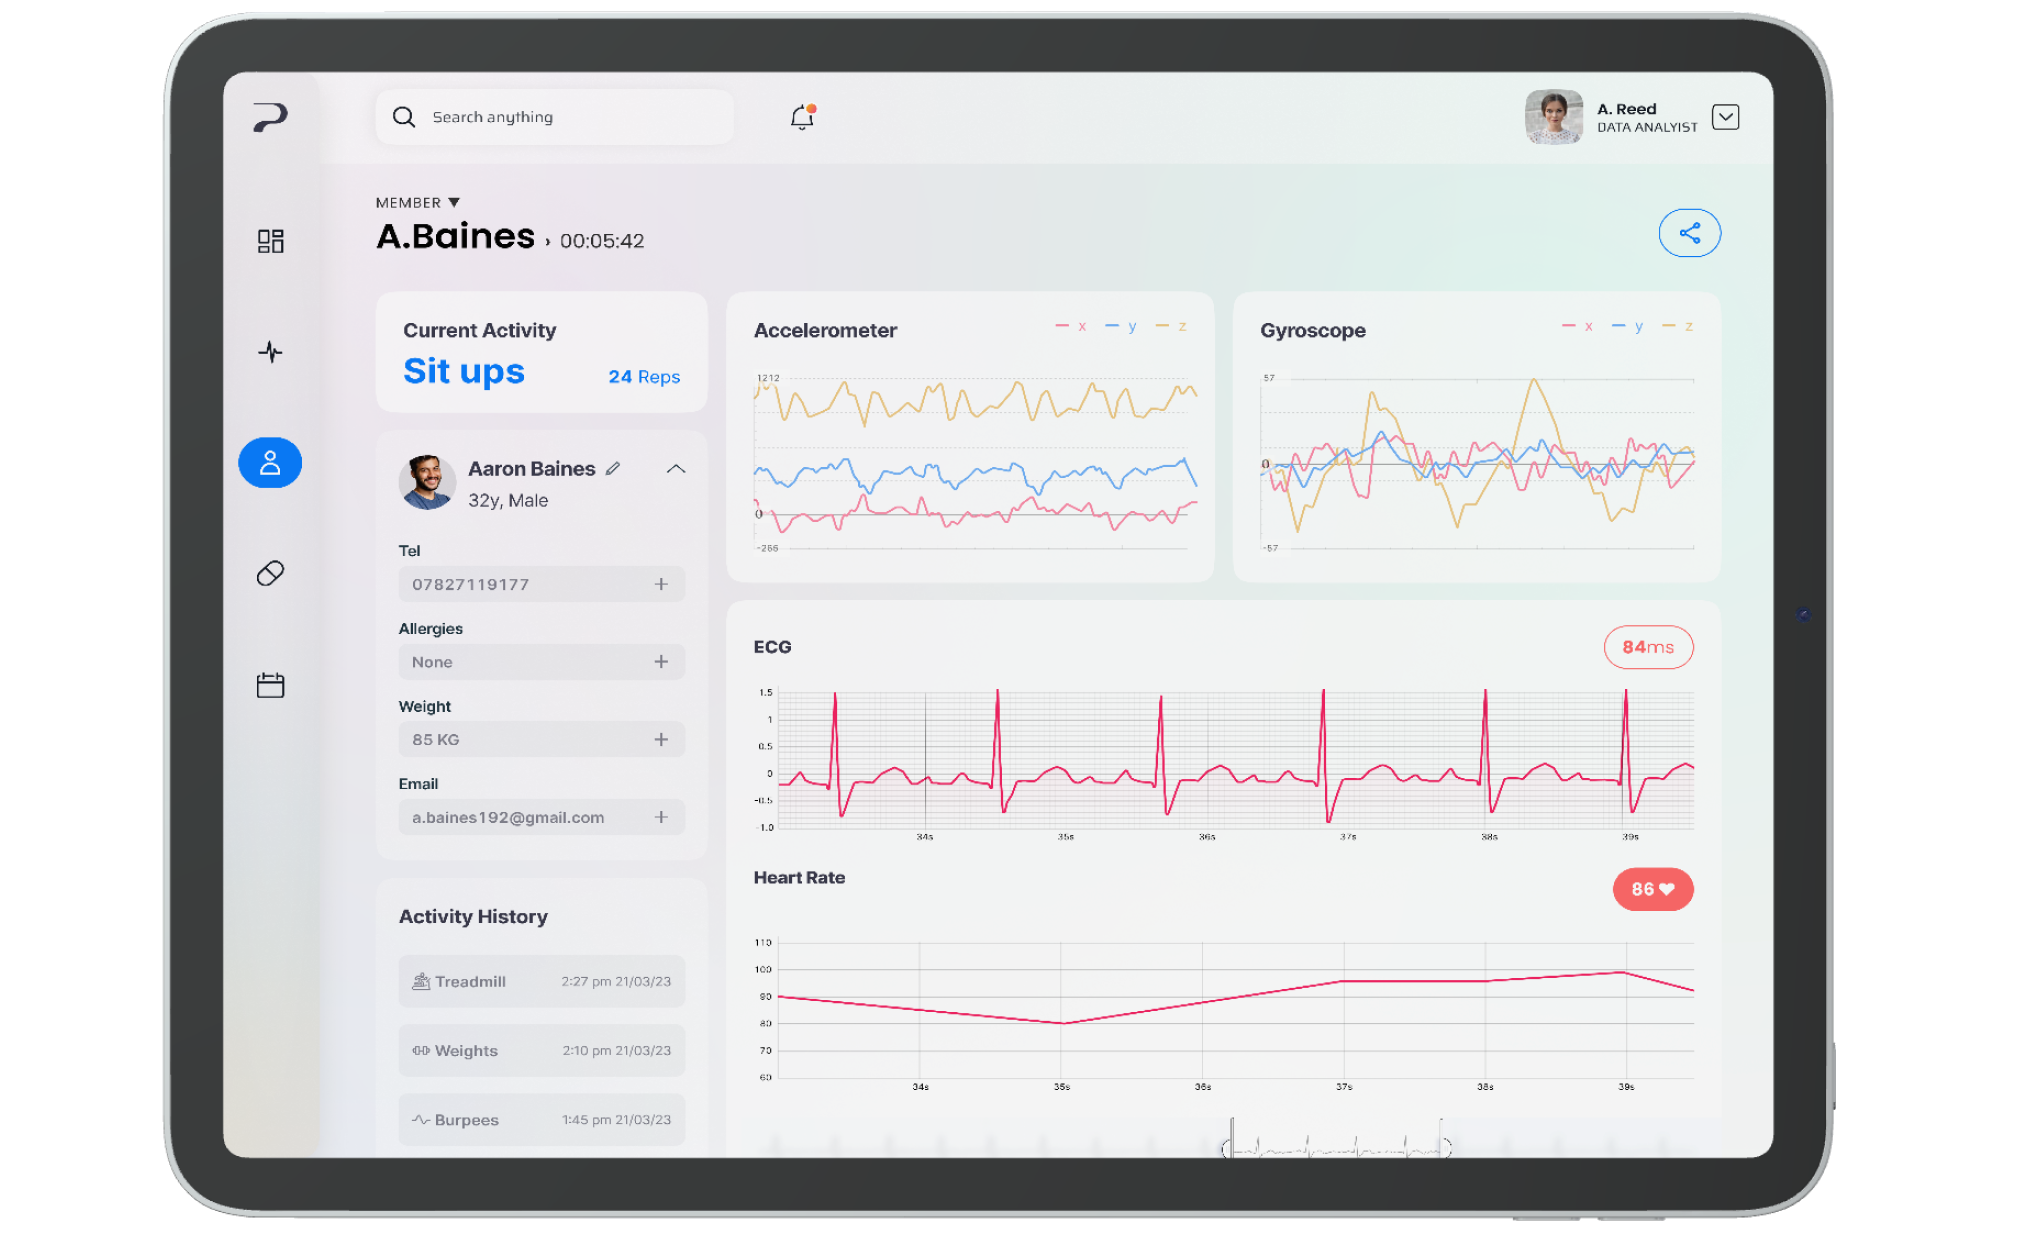 Search anything
A. Reed
DATA ANALYIST
MEMBER ▼
A.Baines › 00:05:42
Current Activity
Sit ups
24 Reps
Aaron Baines
32y, Male
Tel
07827119177 +
Allergies
None +
Weight
85 KG +
Email
a.baines192@gmail.com +
Activity History
Treadmill 2:27 pm 21/03/23
Weights 2:10 pm 21/03/23
Burpees 1:45 pm 21/03/23
Accelerometer
x y z
1212
0
-266
Gyroscope
x y z
57
0
-57
ECG
84ms
1.5
1
0.5
0
-0.5
-1.0
34s 35s 36s 37s 38s 39s
Heart Rate
86
110
100
90
80
70
60
34s 35s 36s 37s 38s 39s